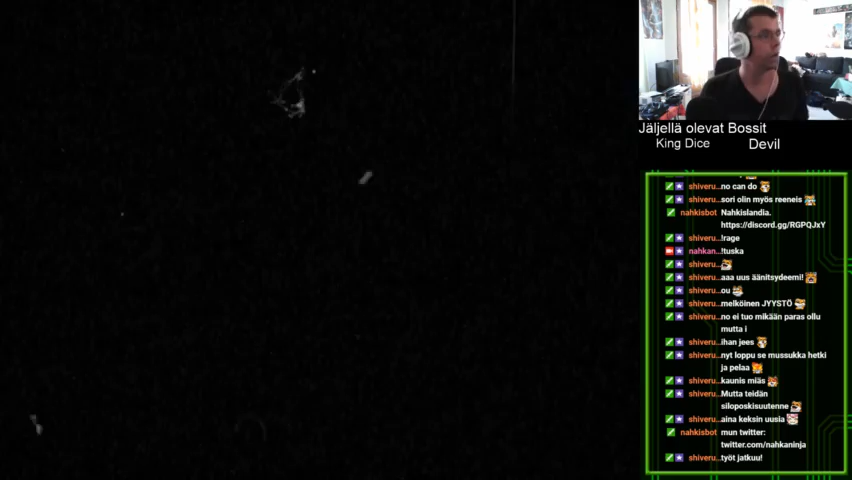 Jäljellä olevat Bossit
King Dice
Devil
shiveru... no can do
shiveru... sori olin myös reeneis
nahkisbot Nahkislandia.
https://discord.gg/RGPQJxY
shiveru... !rage
nahkan... !tuska
shiveru...
shiveru... aaa uus äänitsydeemi!
shiveru... ou
shiveru... melköinen JYYSTÖ
shiveru... no ei tuo mikään paras ollu
mutta i
shiveru... ihan jees
shiveru... nyt loppu se mussukka hetki
ja pelaa
shiveru... kaunis miäs
shiveru... Mutta teidän
siloposkisuutenne
shiveru... aina keksin uusia
nahkisbot mun twitter:
twitter.com/nahkaninja
shiveru... työt jatkuu!